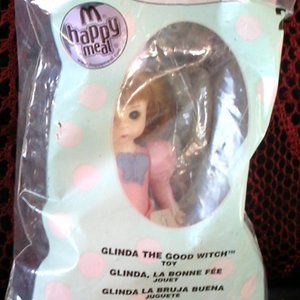 M
happy
meal
GLINDA THE GOOD WITCH™
TOY
GLINDA, LA BONNE FÉE
JOUET
GLINDA LA BRUJA BUENA
JUGUETE